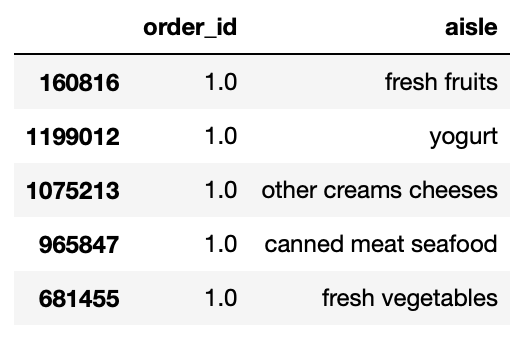 order_id aisle
160816 1.0 fresh fruits
1199012 1.0 yogurt
1075213 1.0 other creams cheeses
965847 1.0 canned meat seafood
681455 1.0 fresh vegetables